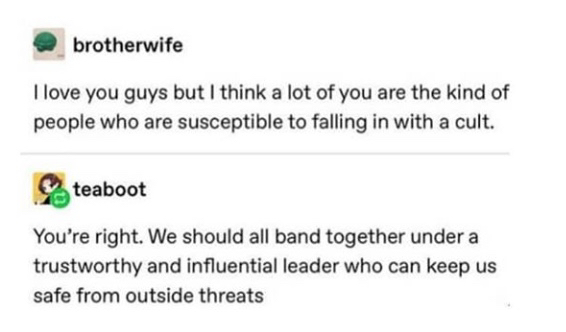 brotherwife
I love you guys but I think a lot of you are the kind of
people who are susceptible to falling in with a cult.
teaboot
You're right. We should all band together under a
trustworthy and influential leader who can keep us
safe from outside threats